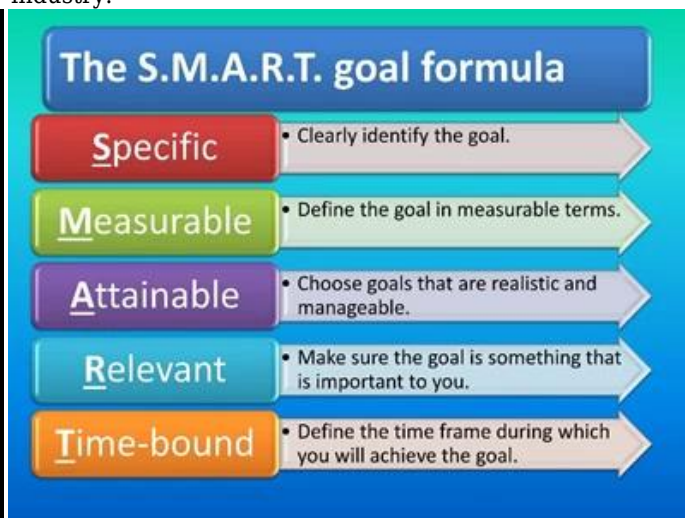 The S.M.A.R.T. goal formula
Specific
• Clearly identify the goal.
Measurable
• Define the goal in measurable terms.
Attainable
• Choose goals that are realistic and
manageable.
Relevant
• Make sure the goal is something that
is important to you.
Time-bound
• Define the time frame during which
you will achieve the goal.